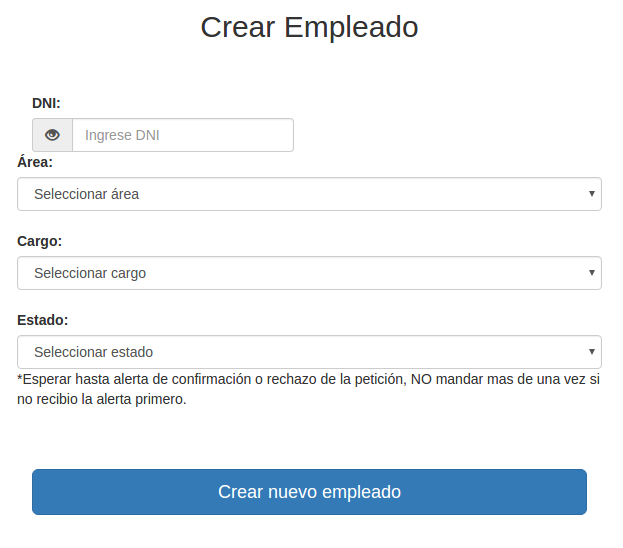 Crear Empleado
DNI:
Ingrese DNI
Área:
Seleccionar área
Cargo:
Seleccionar cargo
Estado:
Seleccionar estado
*Esperar hasta alerta de confirmación o rechazo de la petición, NO mandar mas de una vez si
no recibio la alerta primero.
Crear nuevo empleado